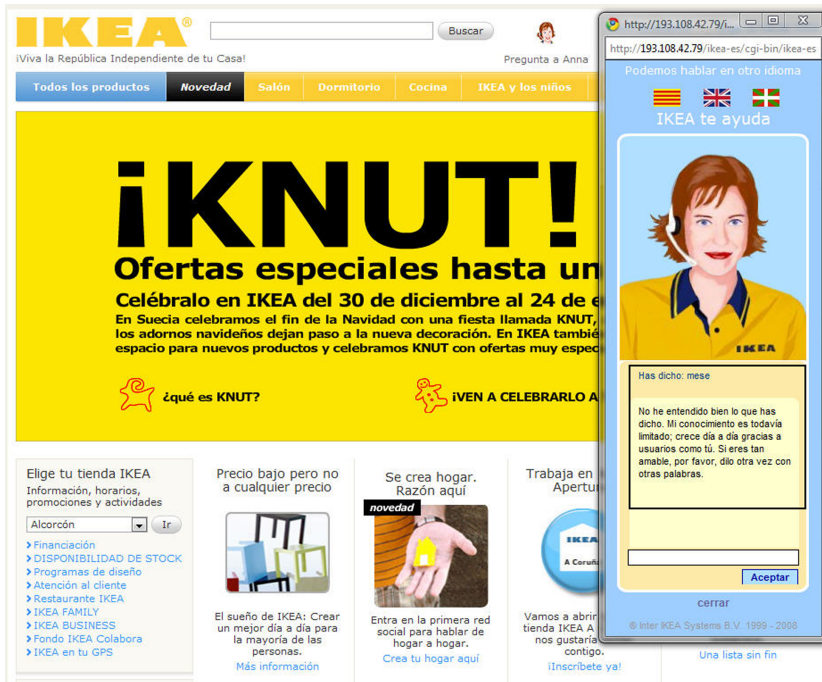 IKEA®
Buscar
¡Viva la República Independiente de tu Casa!
Pregunta a Anna
Todos los productos
Novedad
Salón
Dormitorio
Cocina
IKEA y los niños
¡KNUT!
Ofertas especiales hasta un
Celébralo en IKEA del 30 de diciembre al 24 de e
En Suecia celebramos el fin de la Navidad con una fiesta llamada KNUT,
los adornos navideños dejan paso a la nueva decoración. En IKEA tambié
espacio para nuevos productos y celebramos KNUT con ofertas muy espec
¿qué es KNUT?
¡VEN A CELEBRARLO A
Elige tu tienda IKEA
Información, horarios,
promociones y actividades
Alcorcón
Ir
Financiación
DISPONIBILIDAD DE STOCK
Programas de diseño
Atención al cliente
Restaurante IKEA
IKEA FAMILY
IKEA BUSINESS
Fondo IKEA Colabora
IKEA en tu GPS
Precio bajo pero no
a cualquier precio
El sueño de IKEA: Crear
un mejor día a día para
la mayoría de las
personas.
Más información
Se crea hogar.
Razón aquí
novedad
Entra en la primera red
social para hablar de
hogar a hogar.
Crea tu hogar aquí
Trabaja en
Apertu
IKEA
A Coruñ
Vamos a abrir
tienda IKEA A
nos gustaría
contigo.
¡Inscríbete ya!
Una lista sin fin
http://193.108.42.79/i...
http://193.108.42.79/ikea-es/cgi-bin/ikea-es
Podemos hablar en otro idioma
IKEA te ayuda
IKEA
Has dicho: mese
No he entendido bien lo que has
dicho. Mi conocimiento es todavía
limitado; crece día a día gracias a
usuarios como tú. Si eres tan
amable, por favor, dilo otra vez con
otras palabras.
Aceptar
cerrar
© Inter IKEA Systems B.V. 1999 - 2008